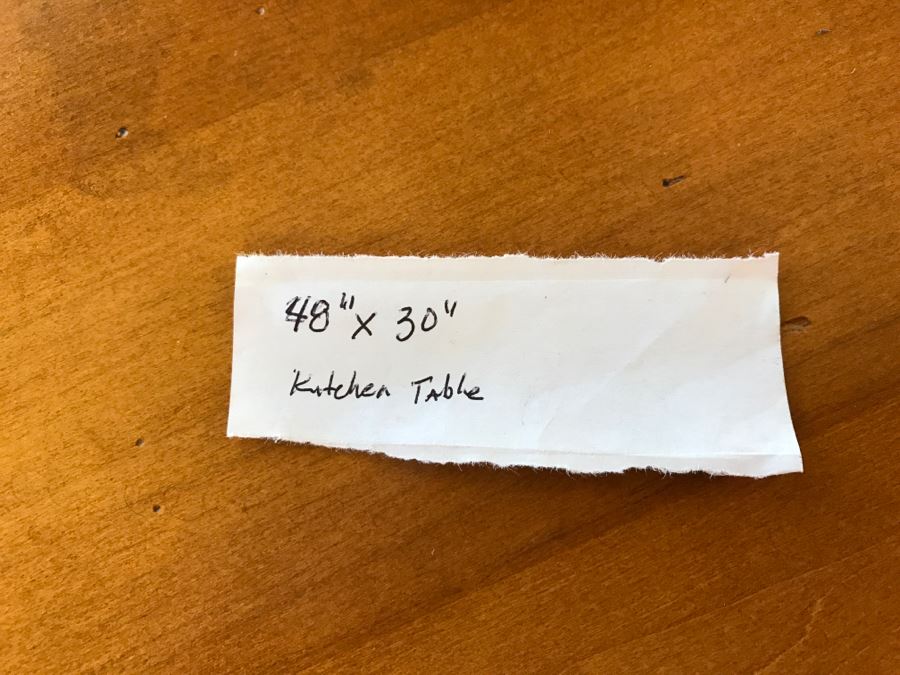 48" x 30"
Kitchen Table